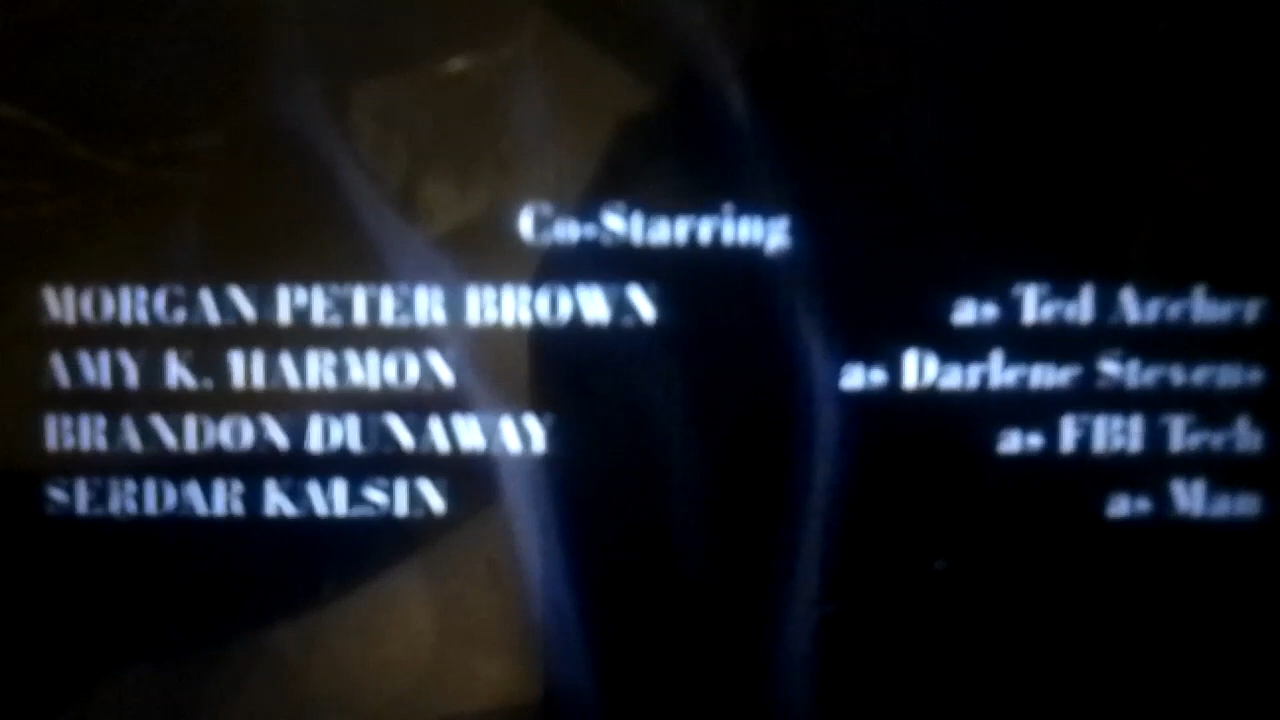 Co-Starring
MORGAN PETER BROWN as Ted Archer
AMY K. HARMON as Darlene Stevens
BRANDON DUNAWAY as FBI Tech
SERDAR KALSIN as Man